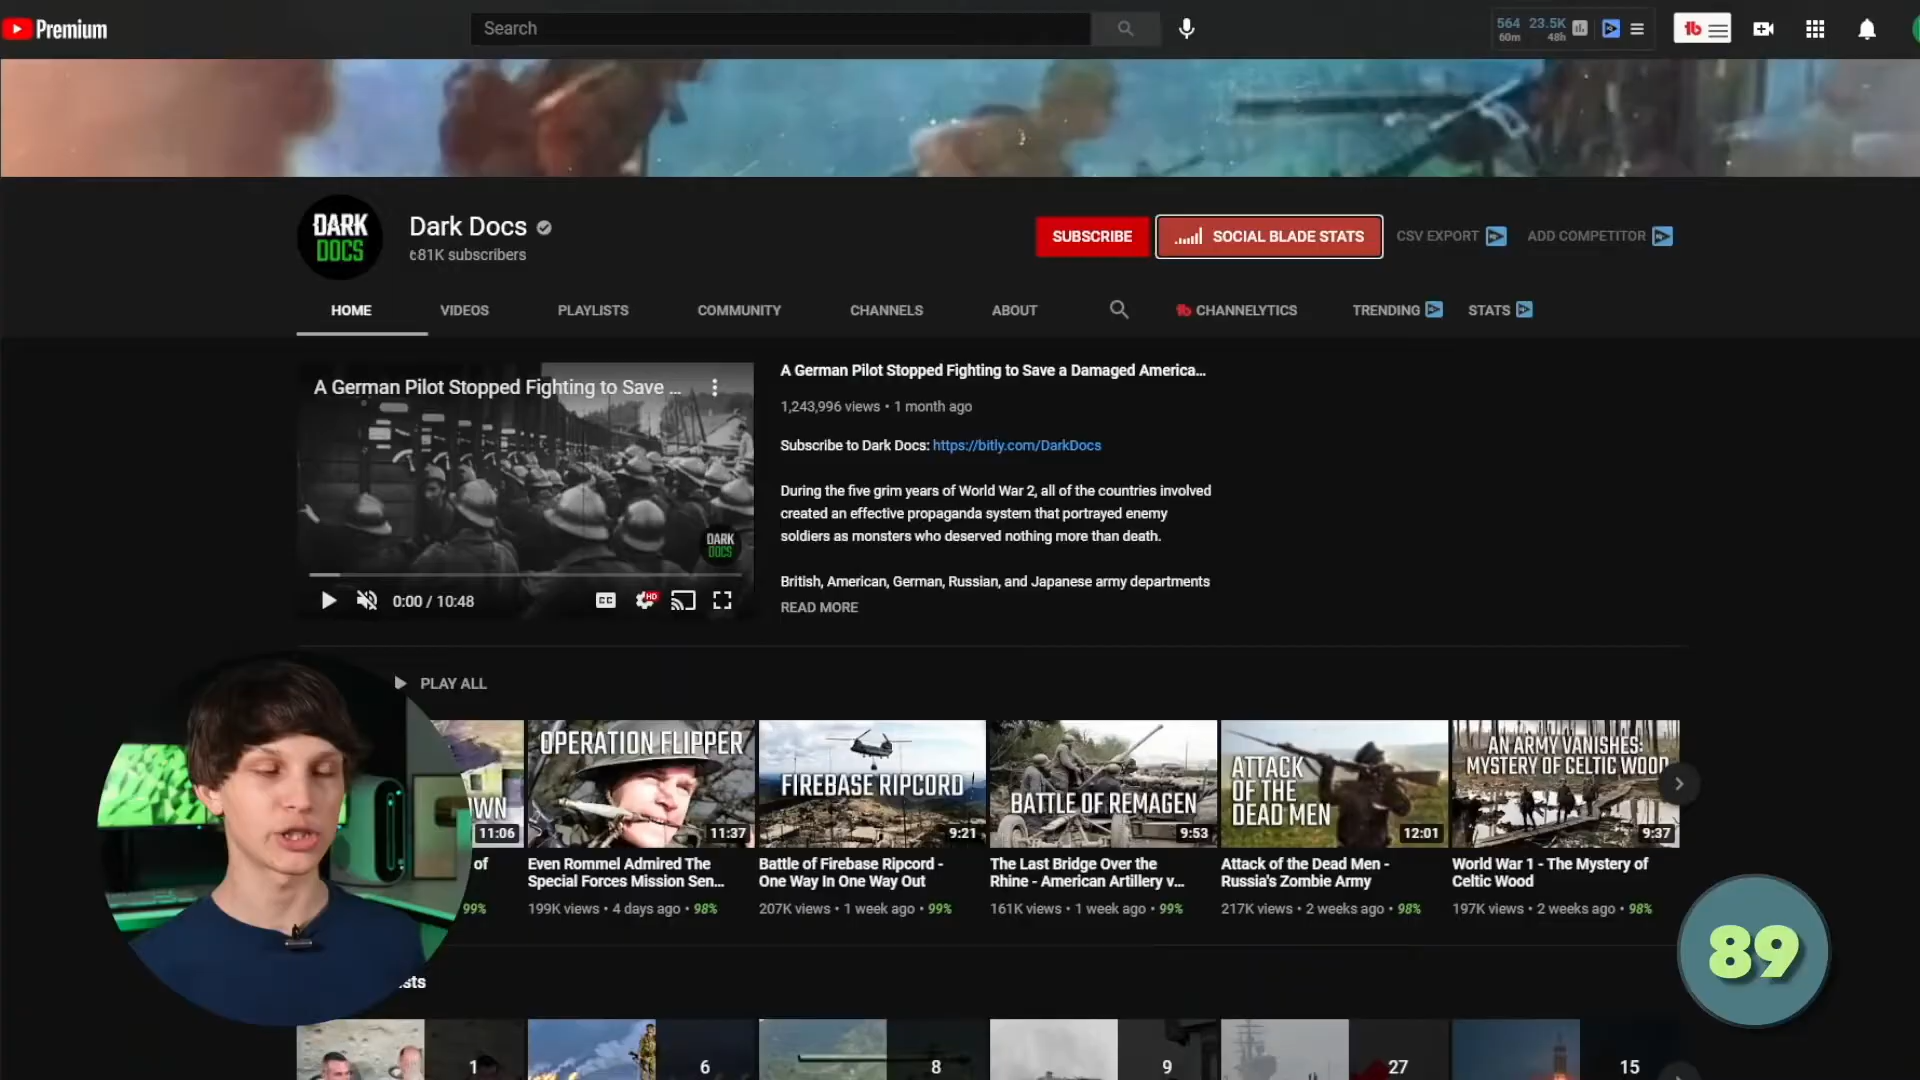 Premium
Search
564 23.5K
60m 48h
DARK DOCS
Dark Docs
81K subscribers
SUBSCRIBE
SOCIAL BLADE STATS
CSV EXPORT
ADD COMPETITOR
HOME
VIDEOS
PLAYLISTS
COMMUNITY
CHANNELS
ABOUT
CHANNELYTICS
TRENDING
STATS
A German Pilot Stopped Fighting to Save ...
DARK DOCS
0:00 / 10:48
CC
HD
A German Pilot Stopped Fighting to Save a Damaged America...
1,243,996 views • 1 month ago
Subscribe to Dark Docs: https://bitly.com/DarkDocs
During the five grim years of World War 2, all of the countries involved
created an effective propaganda system that portrayed enemy
soldiers as monsters who deserved nothing more than death.
British, American, German, Russian, and Japanese army departments
READ MORE
PLAY ALL
WN
11:06
of
99%
OPERATION FLIPPER
11:37
Even Rommel Admired The
Special Forces Mission Sen...
199K views • 4 days ago • 98%
FIREBASE RIPCORD
9:21
Battle of Firebase Ripcord -
One Way In One Way Out
207K views • 1 week ago • 99%
BATTLE OF REMAGEN
9:53
The Last Bridge Over the
Rhine - American Artillery v...
161K views • 1 week ago • 99%
ATTACK
OF THE
DEAD MEN
12:01
Attack of the Dead Men -
Russia's Zombie Army
217K views • 2 weeks ago • 98%
AN ARMY VANISHES:
MYSTERY OF CELTIC WOOD
9:37
World War 1 - The Mystery of
Celtic Wood
197K views • 2 weeks ago • 98%
89
sts
1
6
8
9
27
15